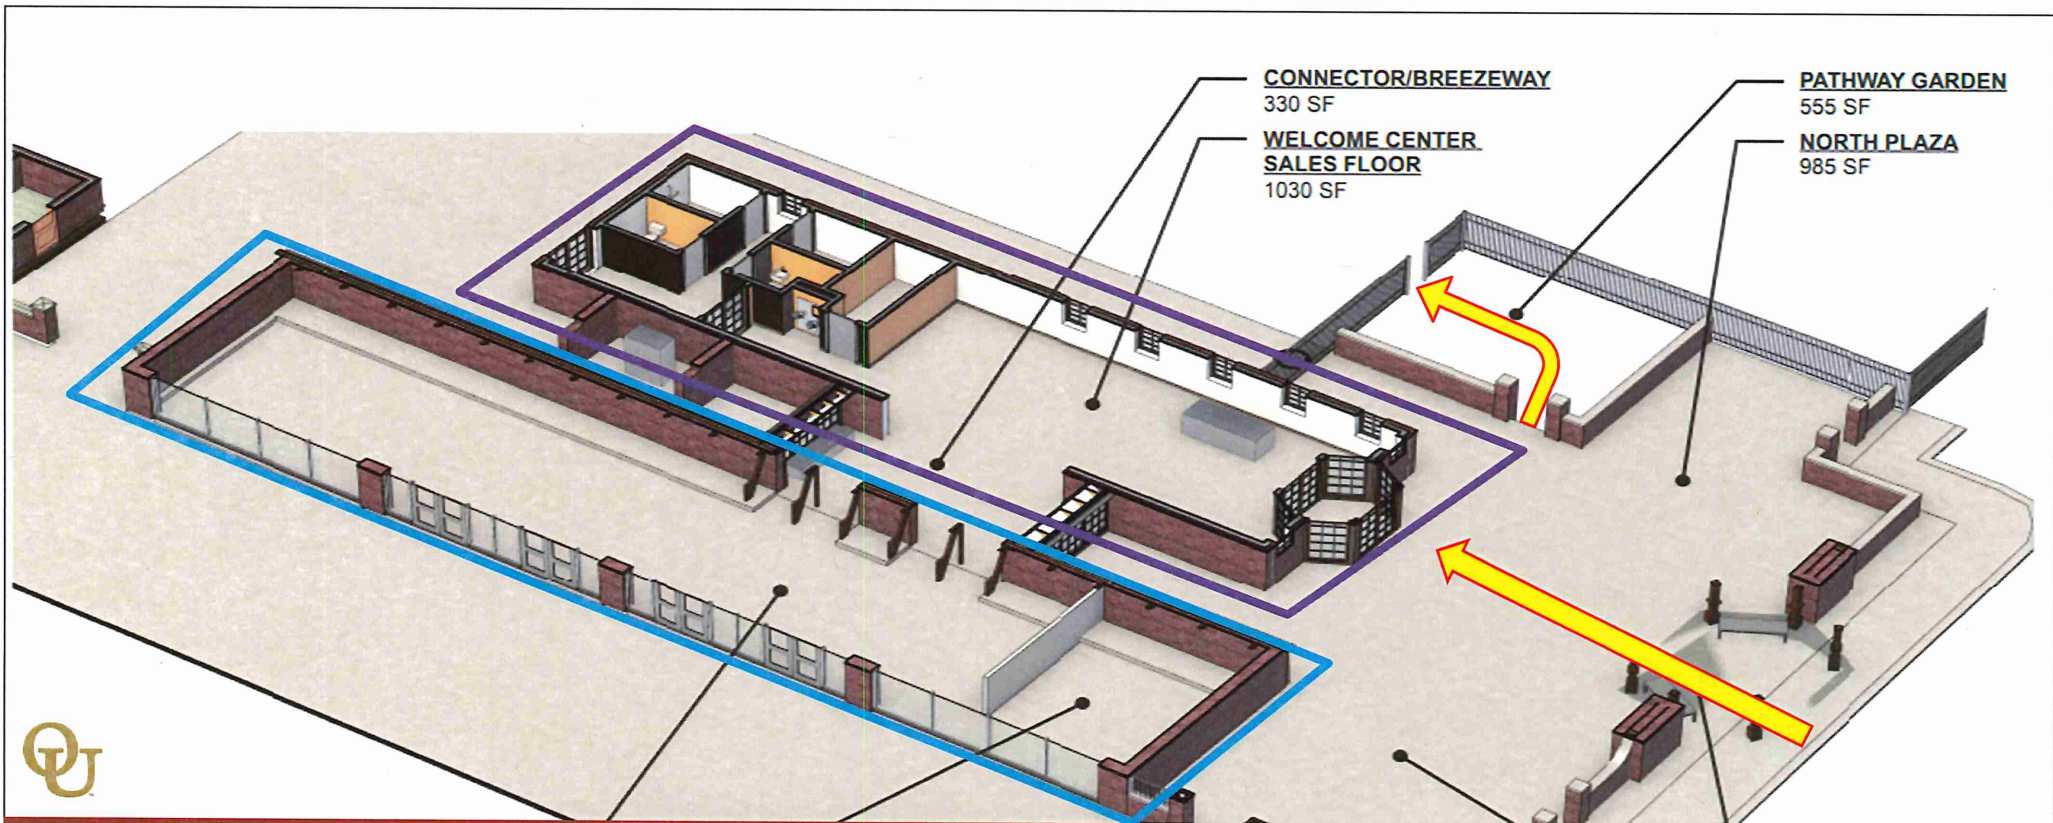 CONNECTOR/BREEZEWAY
330 SF
WELCOME CENTER
SALES FLOOR
1030 SF
PATHWAY GARDEN
555 SF
NORTH PLAZA
985 SF
OU